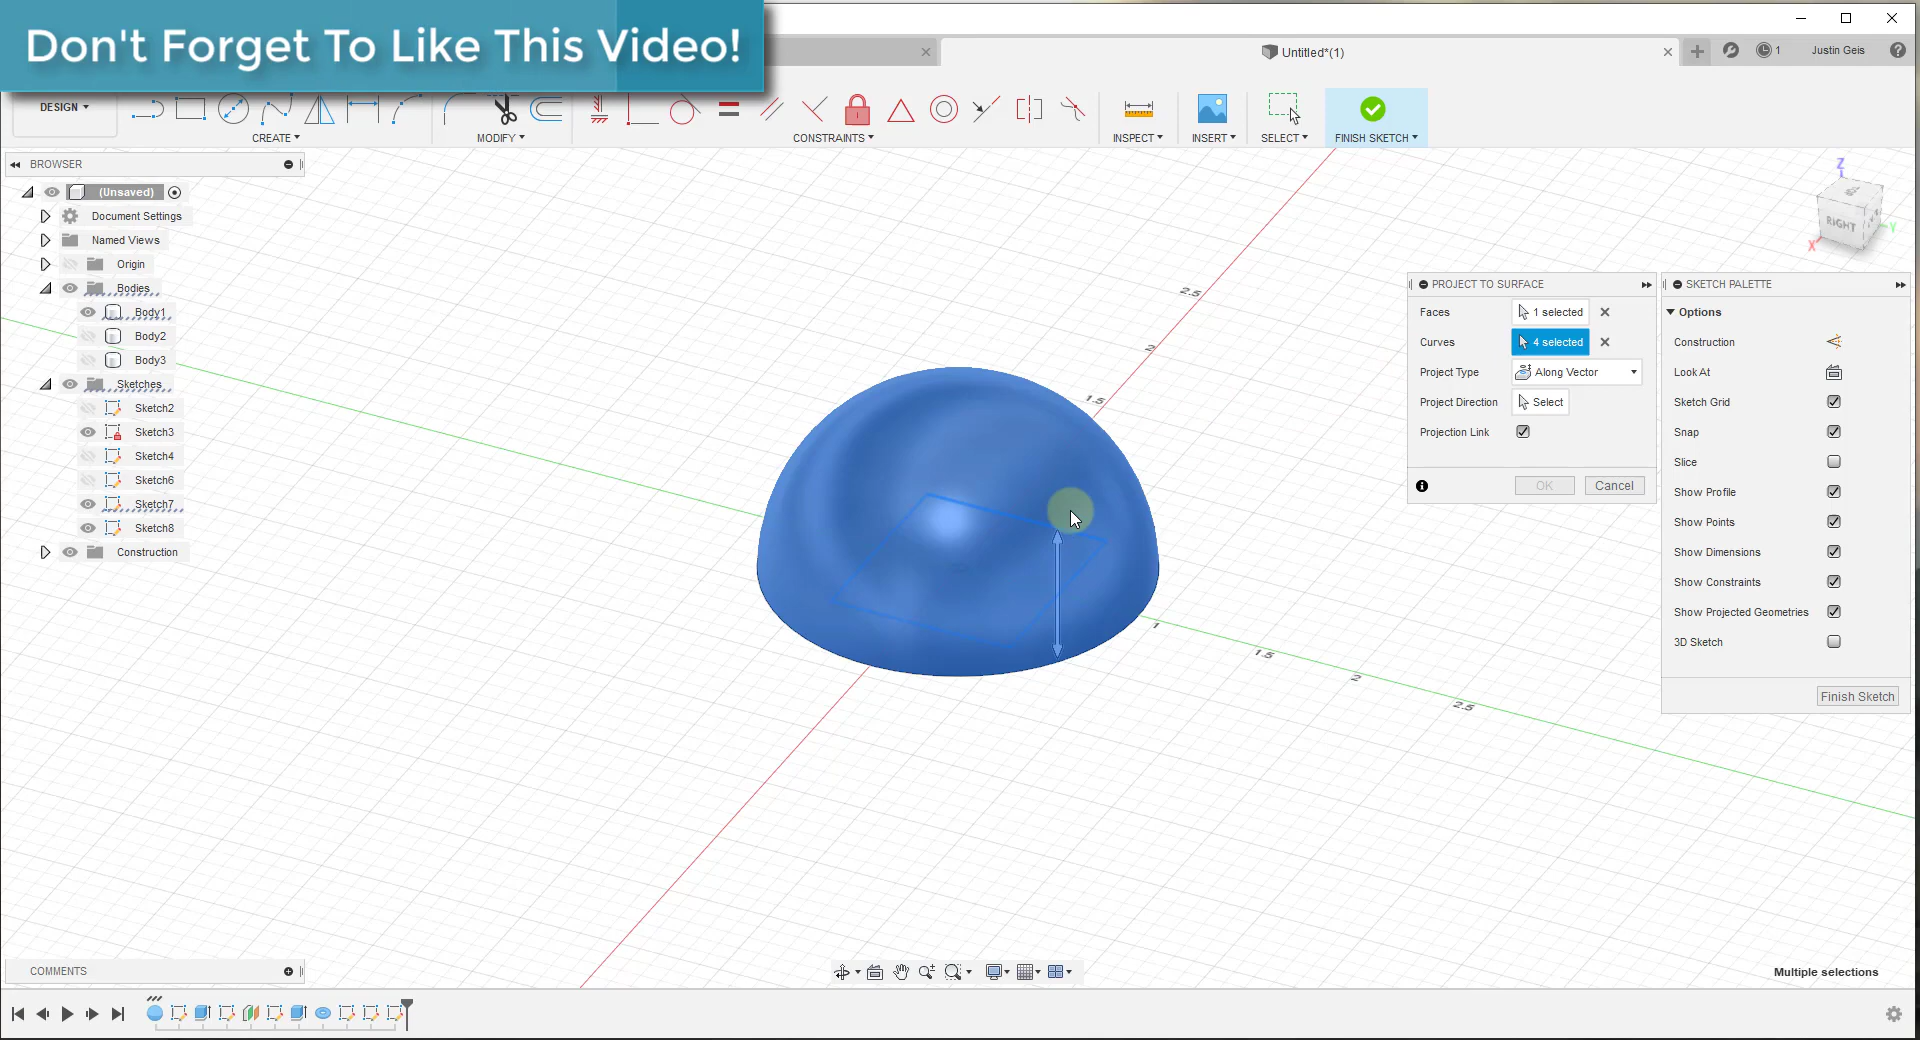 Don't Forget To Like This Video!
Untitled*(1)
1
Justin Geis
DESIGN
CREATE
MODIFY
CONSTRAINTS
INSPECT
INSERT
SELECT
FINISH SKETCH
BROWSER
(Unsaved)
Document Settings
Named Views
Origin
Bodies
Body1
Body2
Body3
Sketches
Sketch2
Sketch3
Sketch4
Sketch6
Sketch7
Sketch8
Construction
Z
RIGHT
X
Y
2.5
2
1.5
1
1.5
2
2.5
PROJECT TO SURFACE
Faces
1 selected
Curves
4 selected
Project Type
Along Vector
Project Direction
Select
Projection Link
OK
Cancel
SKETCH PALETTE
Options
Construction
Look At
Sketch Grid
Snap
Slice
Show Profile
Show Points
Show Dimensions
Show Constraints
Show Projected Geometries
3D Sketch
Finish Sketch
COMMENTS
Multiple selections